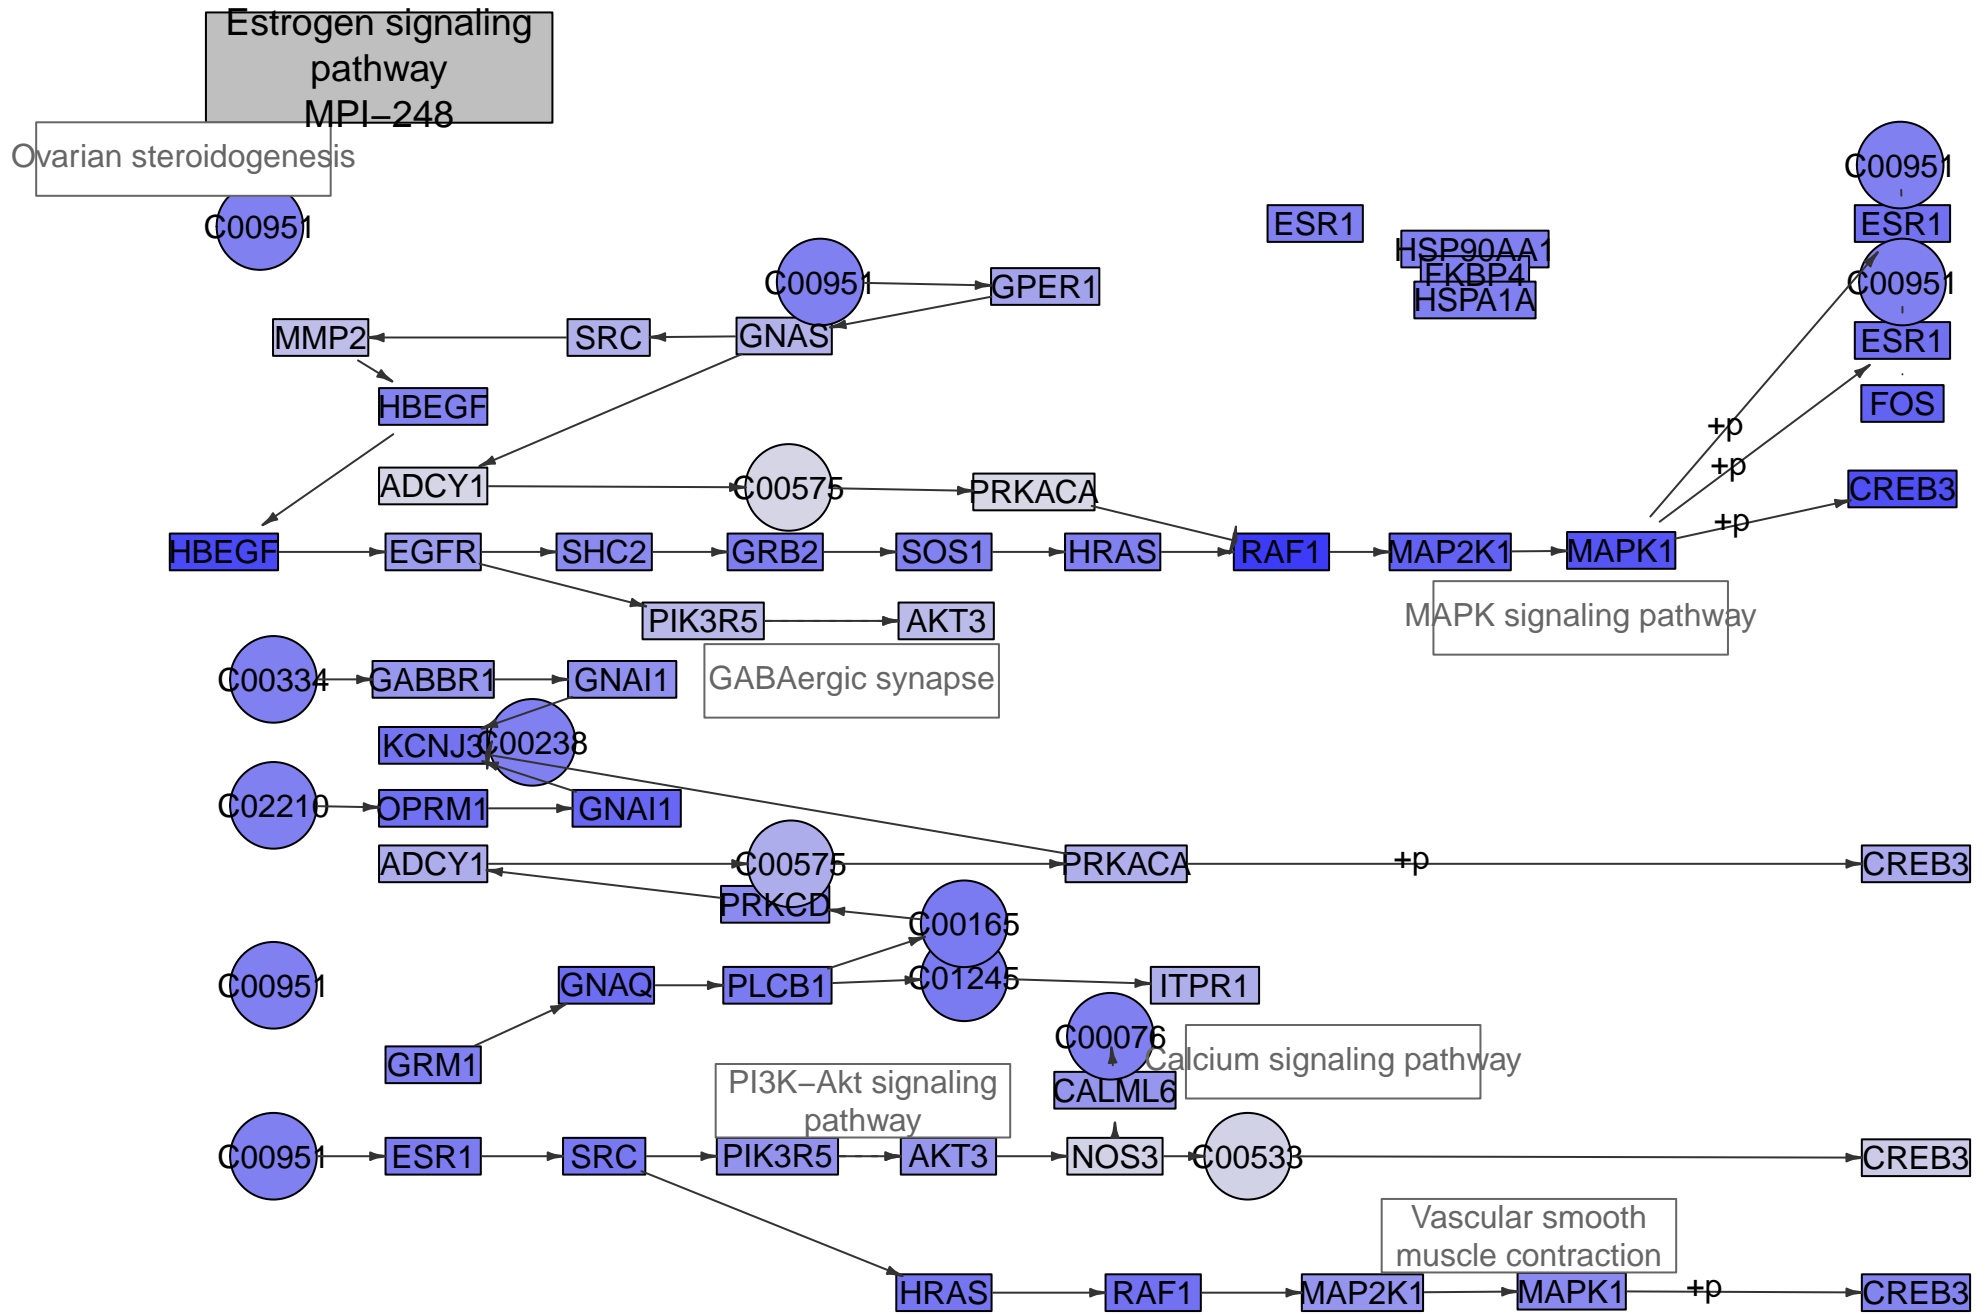 Estrogen signaling
pathway
MPI−248
Ovarian steroidogenesis
C00951
C00951
ESR1
ESR1
C00951
HSP90AA1
FKBP4
HSPA1A
C00951
GPER1
C00951
MMP2
SRC
GNAS
ESR1
HBEGF
FOS
+p
+p
ADCY1
C00575
PRKACA
CREB3
+p
HBEGF
EGFR
SHC2
GRB2
SOS1
HRAS
RAF1
MAP2K1
MAPK1
PIK3R5
AKT3
MAPK signaling pathway
C00334
GABBR1
GNAI1
GABAergic synapse
KCNJ3
C00238
C02210
OPRM1
GNAI1
ADCY1
C00575
PRKACA
+p
CREB3
PRKCD
C00165
C00951
GNAQ
PLCB1
C01245
ITPR1
C00076
Calcium signaling pathway
GRM1
CALML6
PI3K−Akt signaling
pathway
C00951
ESR1
SRC
PIK3R5
AKT3
NOS3
C00533
CREB3
Vascular smooth
muscle contraction
HRAS
RAF1
MAP2K1
MAPK1
+p
CREB3